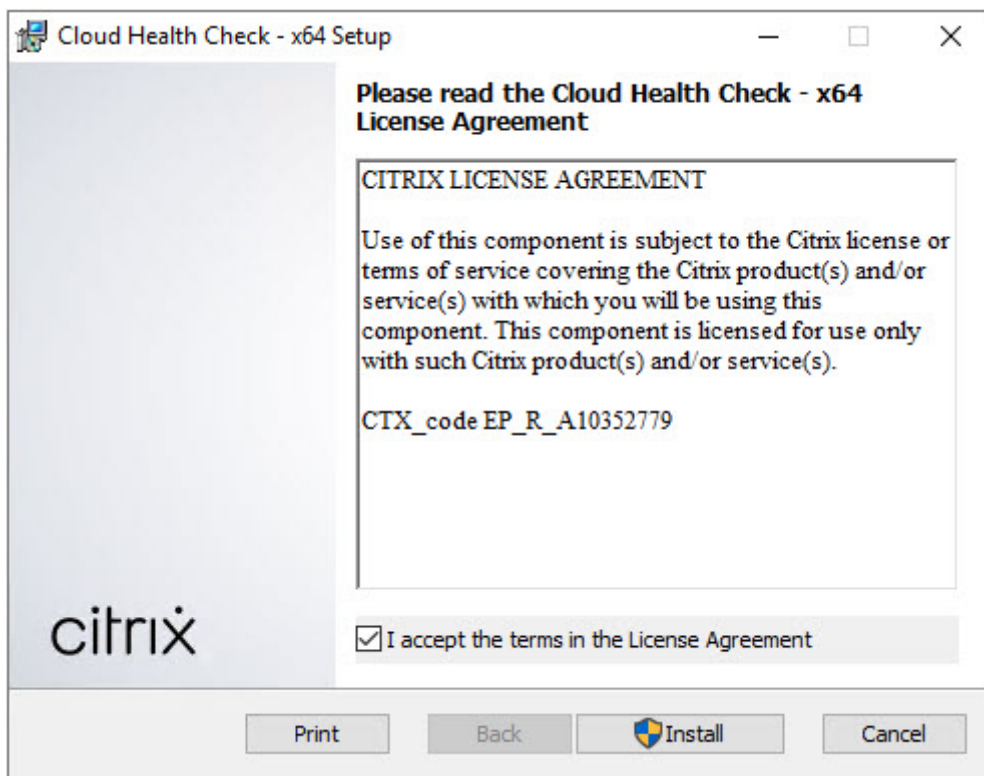 Cloud Health Check - x64 Setup
Please read the Cloud Health Check - x64
License Agreement
CITRIX LICENSE AGREEMENT
Use of this component is subject to the Citrix license or
terms of service covering the Citrix product(s) and/or
service(s) with which you will be using this
component. This component is licensed for use only
with such Citrix product(s) and/or service(s).
CTX_code EP_R_A10352779
citrix
I accept the terms in the License Agreement
Print
Back
Install
Cancel